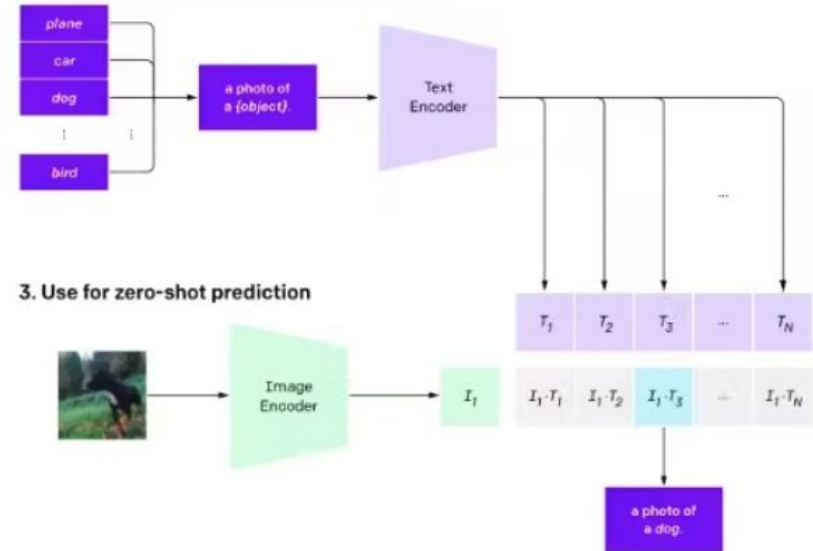 plane
car
dog
⋮ ⋮
bird
a photo of
a {object}.
Text
Encoder
...
3. Use for zero-shot prediction
T1 T2 T3 ... TN
Image
Encoder
I1
I1·T1 I1·T2 I1·T3 ... I1·TN
a photo of
a dog.